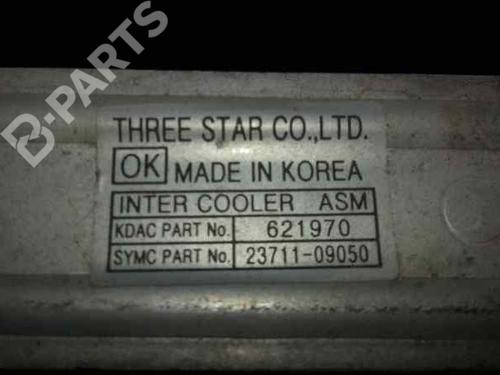 B-PARTS
THREE STAR CO.,LTD.
OK MADE IN KOREA
INTER COOLER ASM
KDAC PART No. 621970
SYMC PART No. 23711-09050
B-PARTS